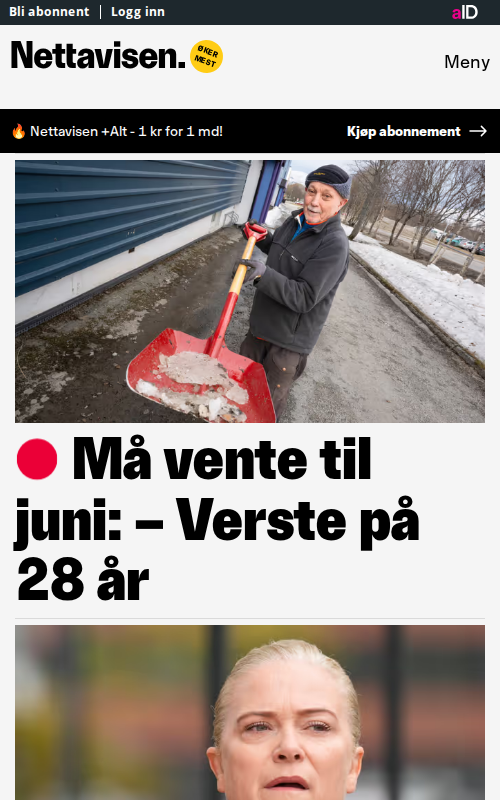 Bli abonnent
Logg inn
aID
Nettavisen.
ØKER
MEST
Meny
Nettavisen +Alt - 1 kr for 1 md!
Kjøp abonnement
Må vente til
juni: – Verste på
28 år